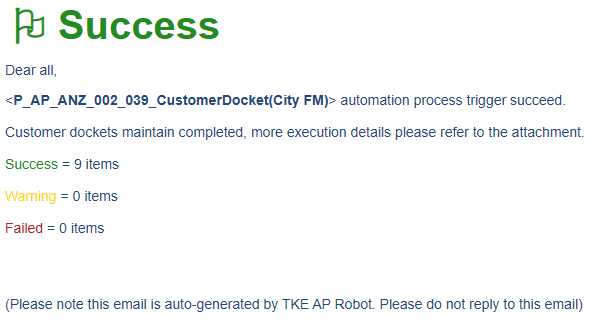 Success
Dear all,
<P_AP_ANZ_002_039_CustomerDocket(City FM)> automation process trigger succeed.
Customer dockets maintain completed, more execution details please refer to the attachment.
Success = 9 items
Warning = 0 items
Failed = 0 items
(Please note this email is auto-generated by TKE AP Robot. Please do not reply to this email)